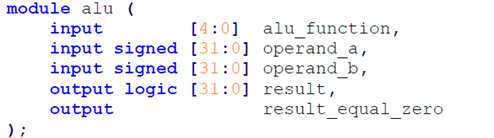 module alu (
    input         [4:0]  alu_function,
    input signed [31:0] operand_a,
    input signed [31:0] operand_b,
    output logic [31:0] result,
    output              result_equal_zero
);